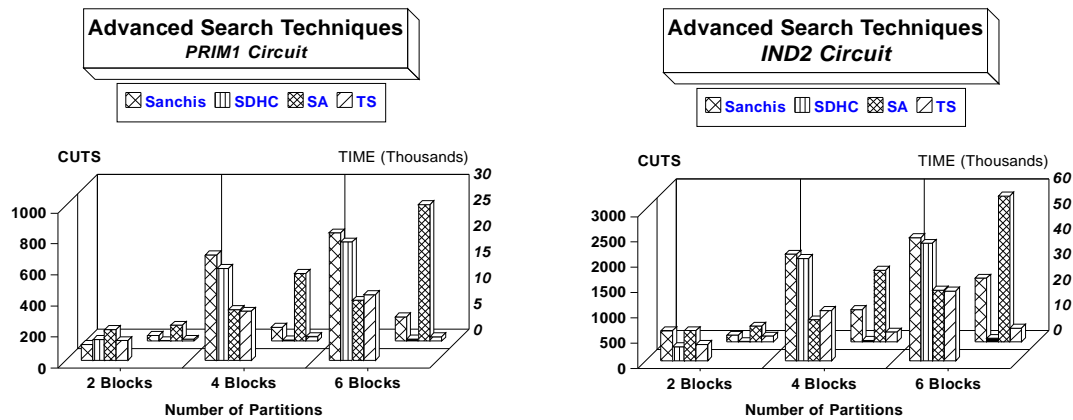 Advanced Search Techniques
PRIM1 Circuit
Sanchis SDHC SA TS
CUTS TIME (Thousands)
30
25
20
15
10
5
0
1000
800
600
400
200
0
2 Blocks 4 Blocks 6 Blocks
Number of Partitions
Advanced Search Techniques
IND2 Circuit
Sanchis SDHC SA TS
CUTS TIME (Thousands)
60
50
40
30
20
10
0
3000
2500
2000
1500
1000
500
0
2 Blocks 4 Blocks 6 Blocks
Number of Partitions